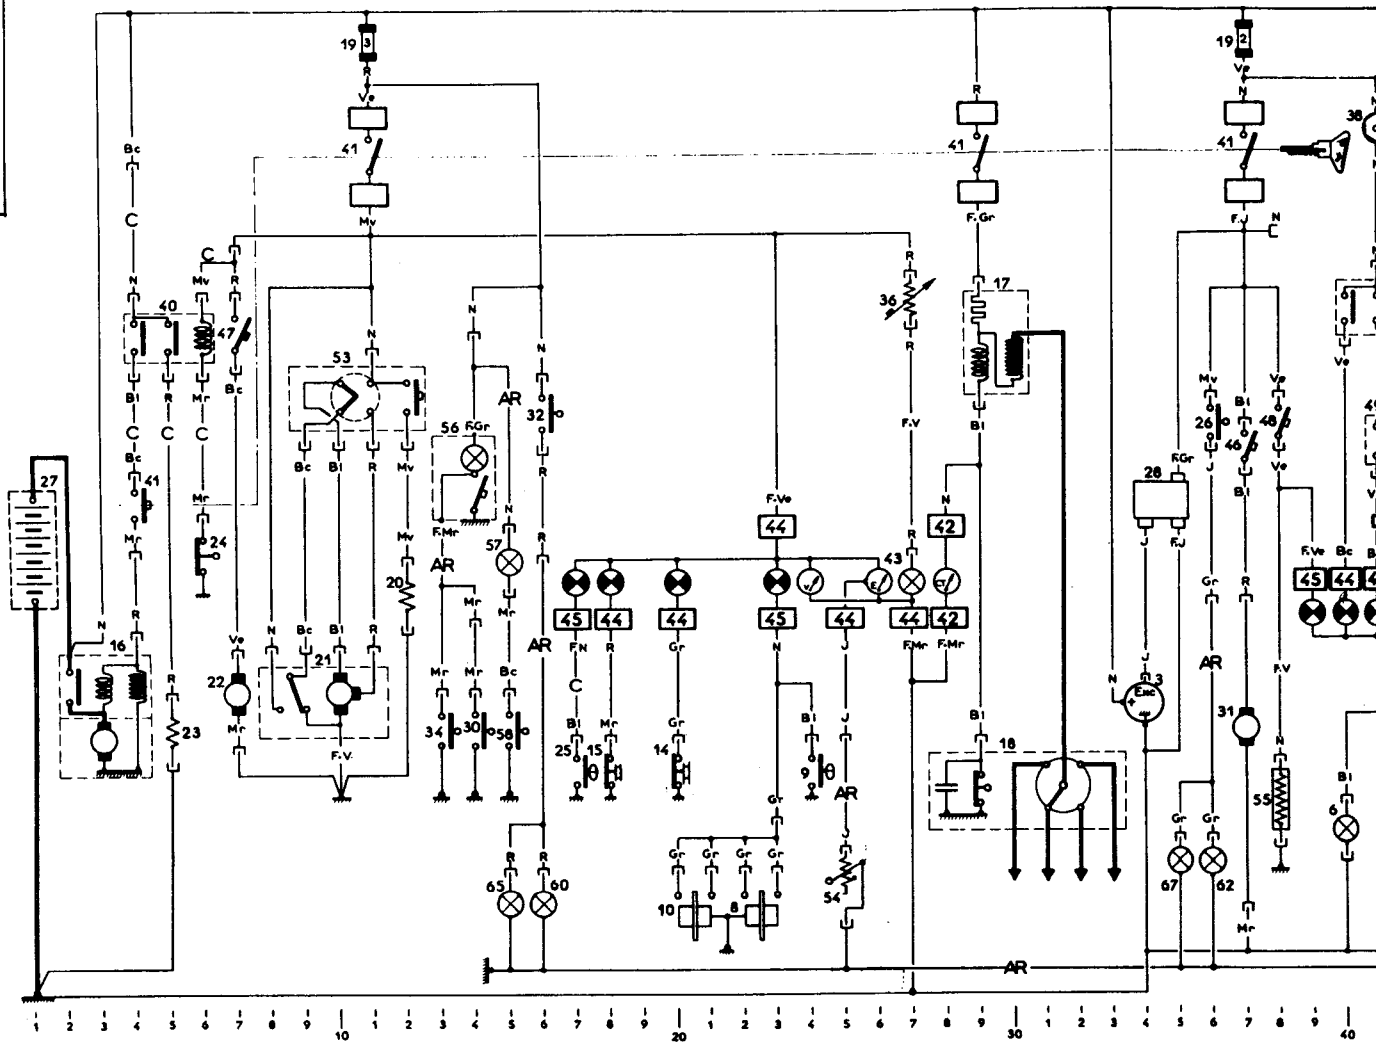 19 3 19 2
R Ve
Ve R N N
38
41 41 41
Bc
Mv F.Gr F.J N
C C
R
N Mv R N 36 17
40 47 53 N N R
Bl R Mr Bc AR Ve
C C C 32 Mv Bl Ve
56 F.Gr F.V Bl 26 46 48
Bc Bc Bl R Mv R J Ve
27 41 F.Gr
Mr N F.Ve N 28 Bl
Mr 24 F.Mr R 44 42 J F.J
Mv 57 R 43 F.Ve Bc
AR v E CT 45 44
20 Gr R
R Mr Mr 45 44 44 45 44 44 42
N Bc Bl R F.N R Gr N J F.Mr F.Mr
N 16 Ve AR AR
21 Mr Mr Bc C J N 3 F.V
R 22 Exc +
23 Mr 34 30 58 Bl Mr Bl J Bl 31
F.V. 25 15 14 9 18 N
AR Bl
Gr 55 6
R R J Gr Gr
Gr Gr Gr Gr
65 60 54 67 62
10 8 Mr
AR
1 2 3 4 5 6 7 8 9 10 1 2 3 4 5 6 7 8 9 20 1 2 3 4 5 6 7 8 9 30 1 2 3 4 5 6 7 8 9 40